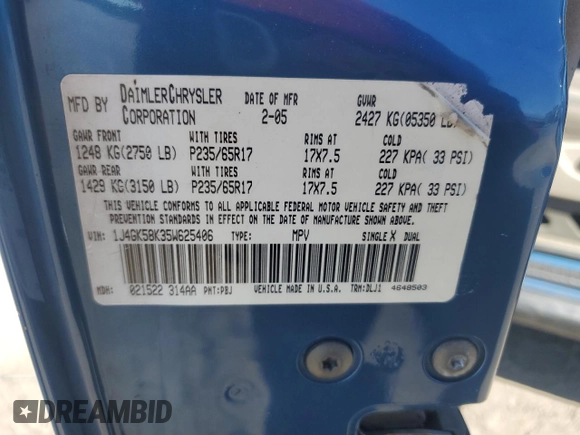 MFD BY DAIMLERCHRYSLER CORPORATION DATE OF MFR 2-05 GVWR 2427 KG(05350 LB)
GAWR FRONT WITH TIRES RIMS AT COLD
1248 KG(2750 LB) P235/65R17 17X7.5 227 KPA( 33 PSI)
GAWR REAR WITH TIRES RIMS AT COLD
1429 KG(3150 LB) P235/65R17 17X7.5 227 KPA( 33 PSI)
THIS VEHICLE CONFORMS TO ALL APPLICABLE FEDERAL MOTOR VEHICLE SAFETY AND THEFT
PREVENTION STANDARDS IN EFFECT ON THE DATE OF MANUFACTURE SHOWN ABOVE.
VIN: 1J4GK58K35W625406 TYPE: MPV SINGLE X DUAL
MDH: 021522 314AA PNT:PBJ VEHICLE MADE IN U.S.A. TRM:DLJ1 4648503
DREAMBID